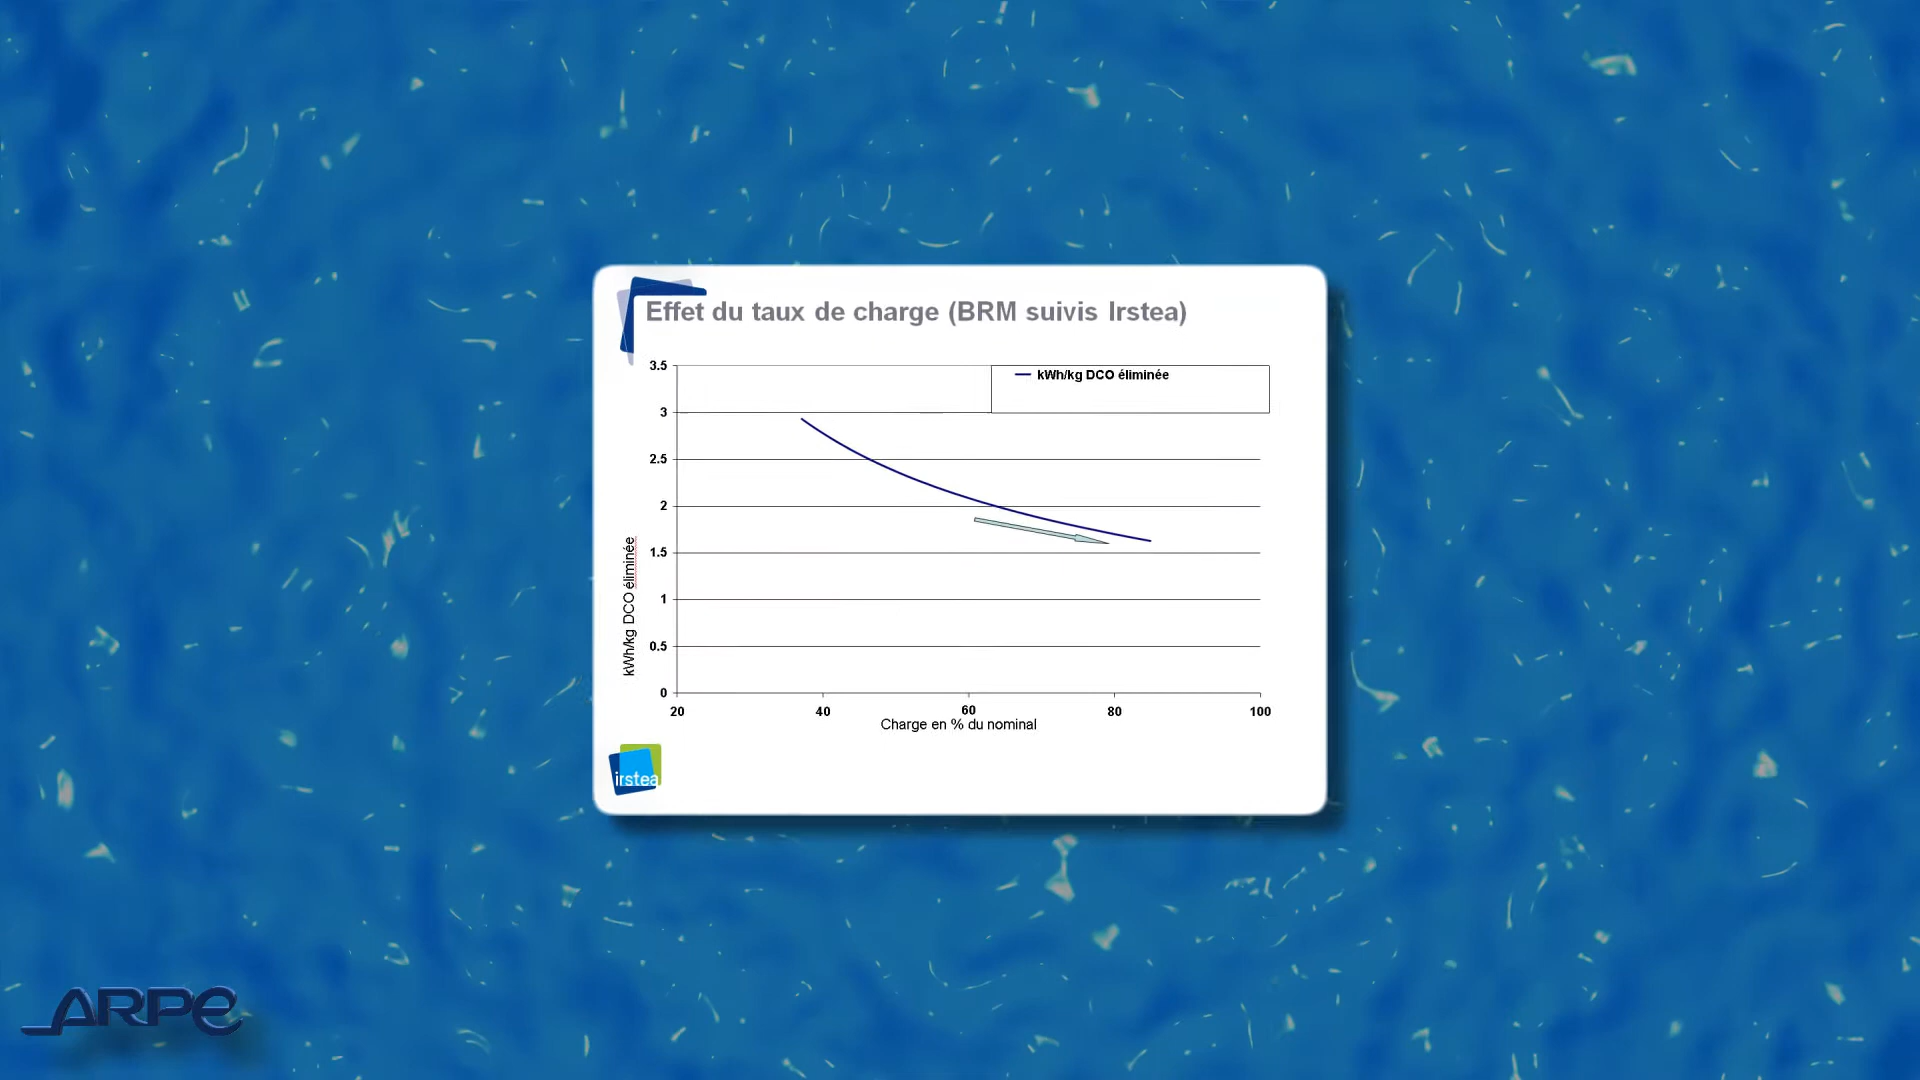 Effet du taux de charge (BRM suivis Irstea)
kWh/kg DCO éliminée
3.5
3
2.5
2
1.5
1
0.5
0
kWh/kg DCO éliminée
20
40
60
80
100
Charge en % du nominal
irstea
ARPE